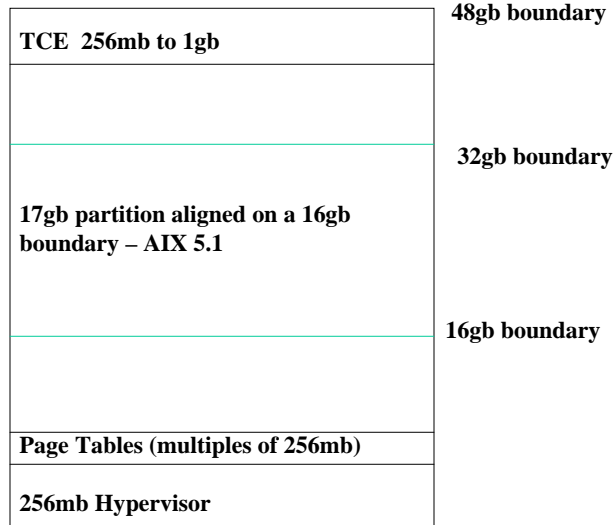 48gb boundary
TCE 256mb to 1gb
32gb boundary
17gb partition aligned on a 16gb
boundary – AIX 5.1
16gb boundary
Page Tables (multiples of 256mb)
256mb Hypervisor